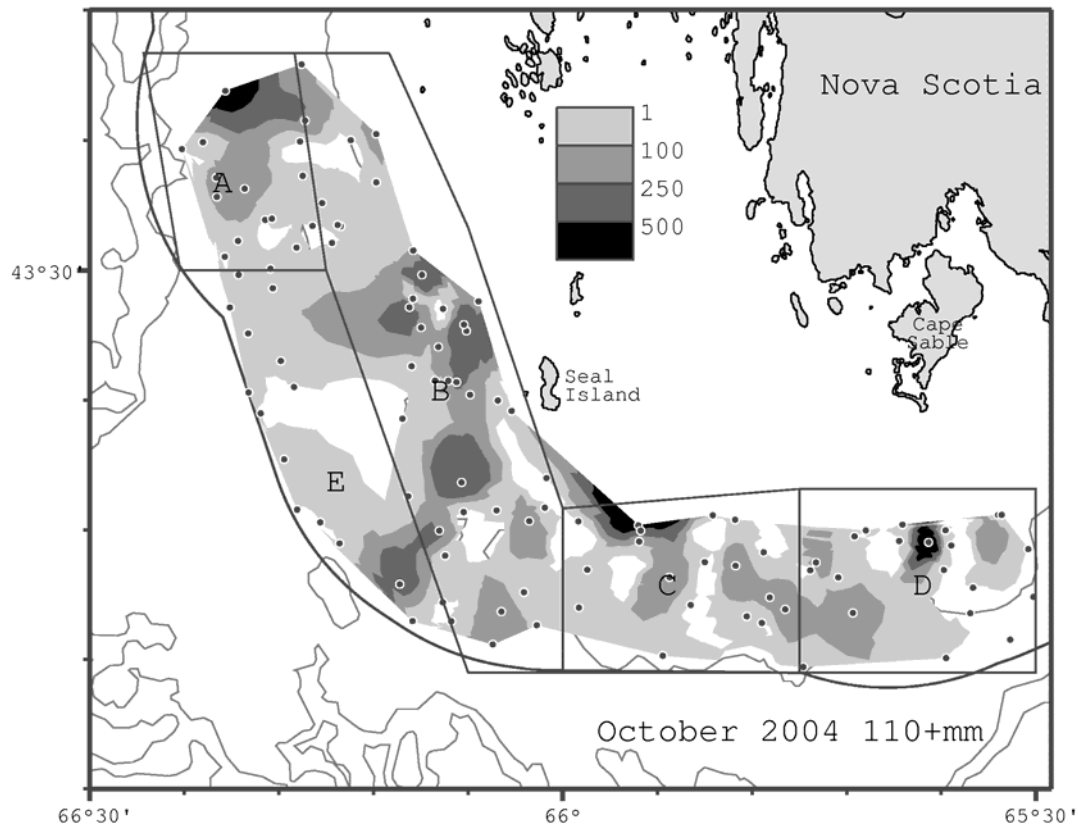 Nova Scotia
1
100
250
500
A
43°30'
Cape
Sable
Seal
Island
B
E
C
D
October 2004 110+mm
66°30'
66°
65°30'